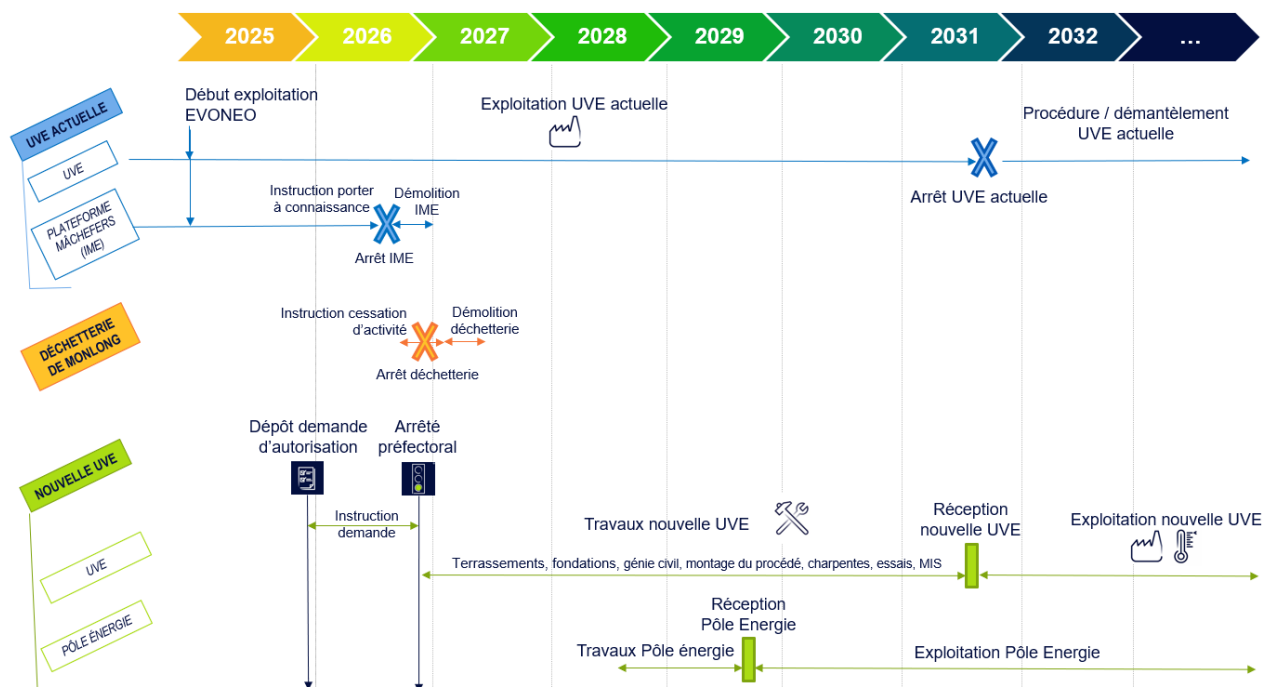 2025
2026
2027
2028
2029
2030
2031
2032
...
UVE ACTUELLE
UVE
PLATEFORME
MÂCHEFERS
(IME)
Début exploitation
EVONEO
Exploitation UVE actuelle
Procédure / démantèlement
UVE actuelle
Arrêt UVE actuelle
Instruction porter
à connaissance
Démolition
IME
Arrêt IME
DÉCHETTERIE
DE MONLONG
Instruction cessation
d'activité
Démolition
déchetterie
Arrêt déchetterie
NOUVELLE UVE
UVE
PÔLE ÉNERGIE
Dépôt demande
d'autorisation
Arrêté
préfectoral
Instruction
demande
Travaux nouvelle UVE
Réception
nouvelle UVE
Exploitation nouvelle UVE
Terrassements, fondations, génie civil, montage du procédé, charpentes, essais, MIS
Réception
Pôle Energie
Travaux Pôle énergie
Exploitation Pôle Energie